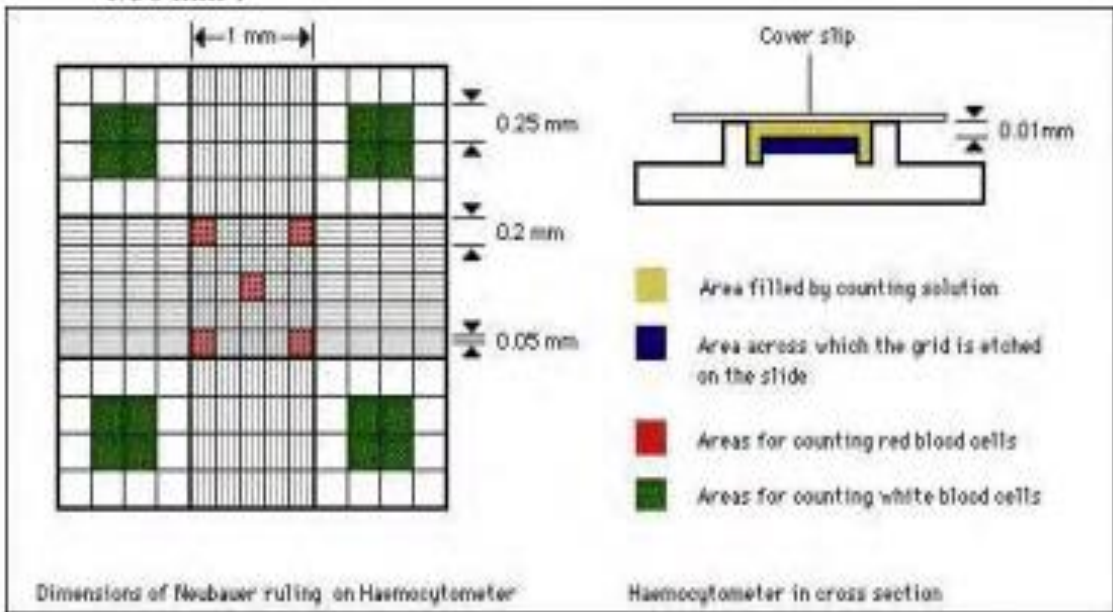 1 mm
0.25 mm
0.2 mm
0.05 mm
Dimensions of Neubauer ruling on Haemocytometer
Cover slip
0.01mm
Area filled by counting solution
Area across which the grid is etched
on the slide
Areas for counting red blood cells
Areas for counting white blood cells
Haemocytometer in cross section